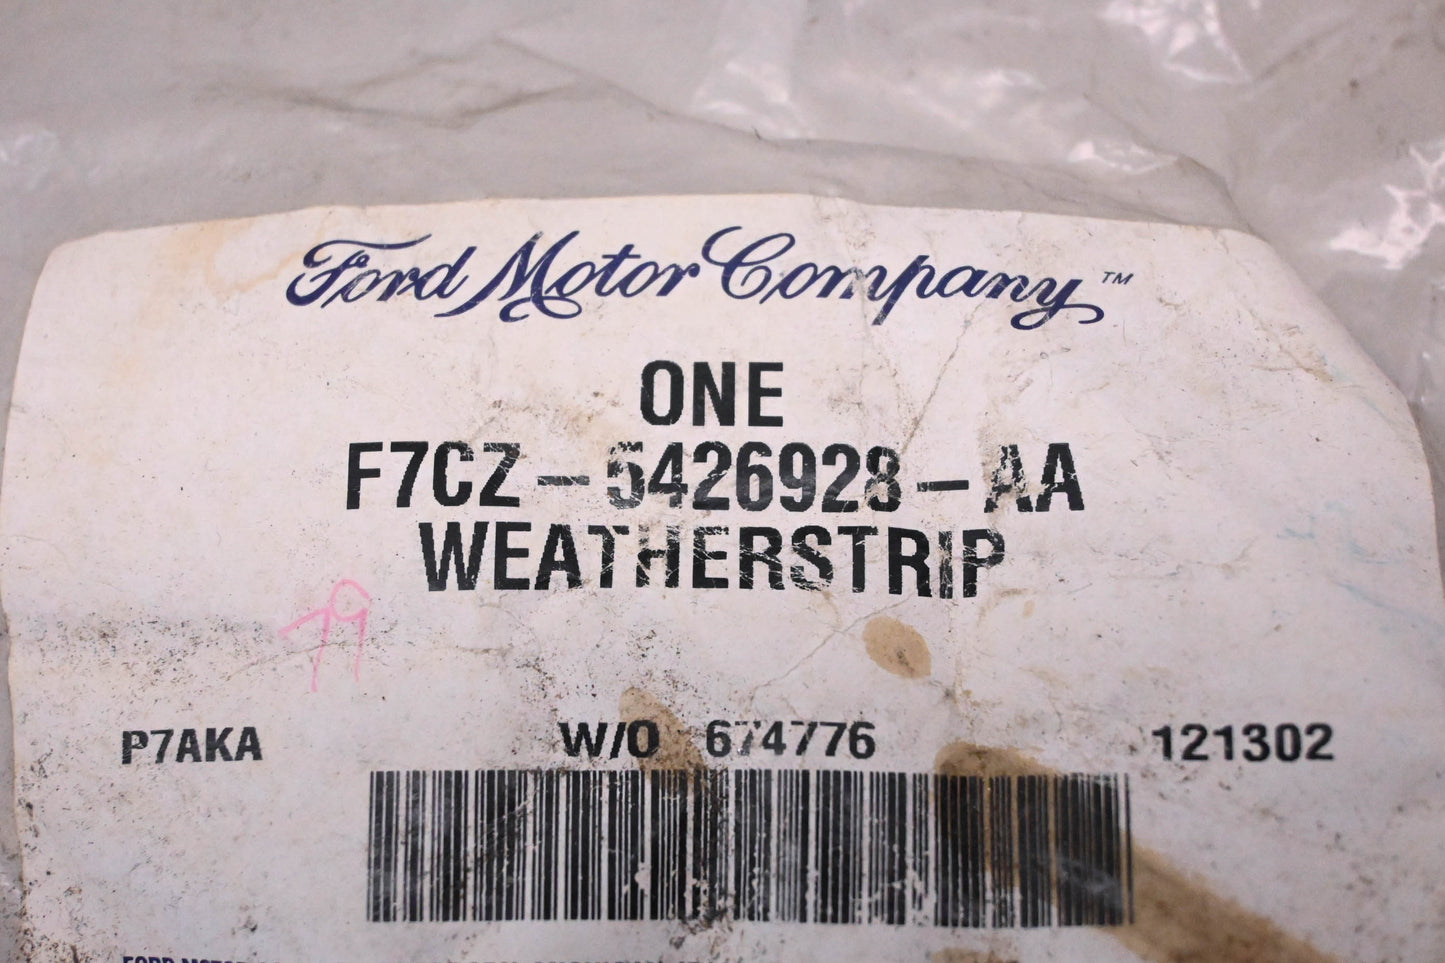 Ford Motor Company™
ONE
F7CZ-5426928-AA
WEATHERSTRIP
79
P7AKA W/O 674776 121302